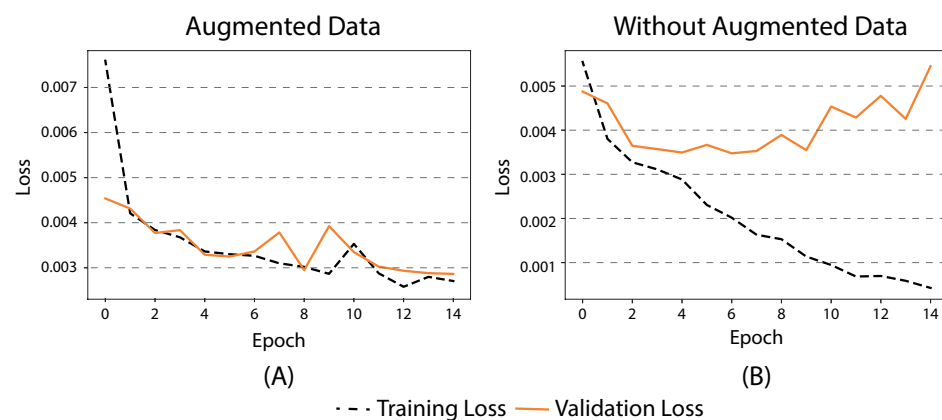 Augmented Data
Without Augmented Data
Loss
0.007
0.006
0.005
0.004
0.003
0 2 4 6 8 10 12 14
Epoch
(A)
Loss
0.005
0.004
0.003
0.002
0.001
0 2 4 6 8 10 12 14
Epoch
(B)
Training Loss Validation Loss